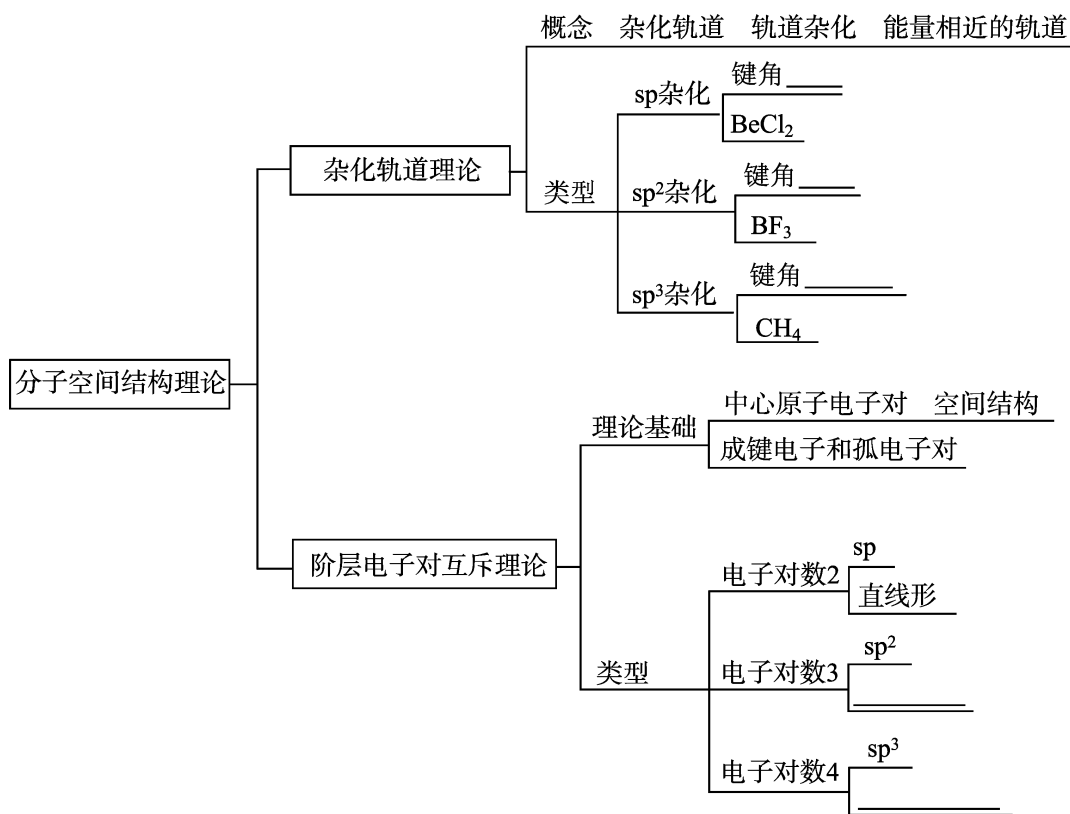 概念 杂化轨道 轨道杂化 能量相近的轨道
键角
sp杂化
BeCl₂
杂化轨道理论
类型
键角
sp²杂化
BF₃
键角
sp³杂化
CH₄
分子空间结构理论
中心原子电子对 空间结构
理论基础
成键电子和孤电子对
阶层电子对互斥理论
sp
电子对数2
直线形
类型
sp²
电子对数3
sp³
电子对数4